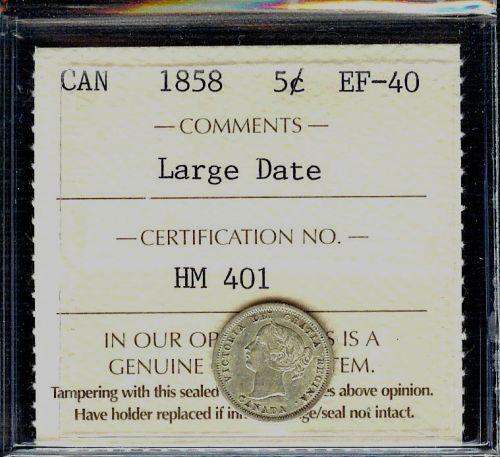 CAN 1858 5¢ EF-40
— COMMENTS —
Large Date
— CERTIFICATION NO. —
HM 401
IN OUR OP S IS A
GENUINE TEM.
Tampering with this sealed es above opinion.
Have holder replaced if in ge/seal not intact.
VICTORIA DEI GRATIA REGINA
CANADA